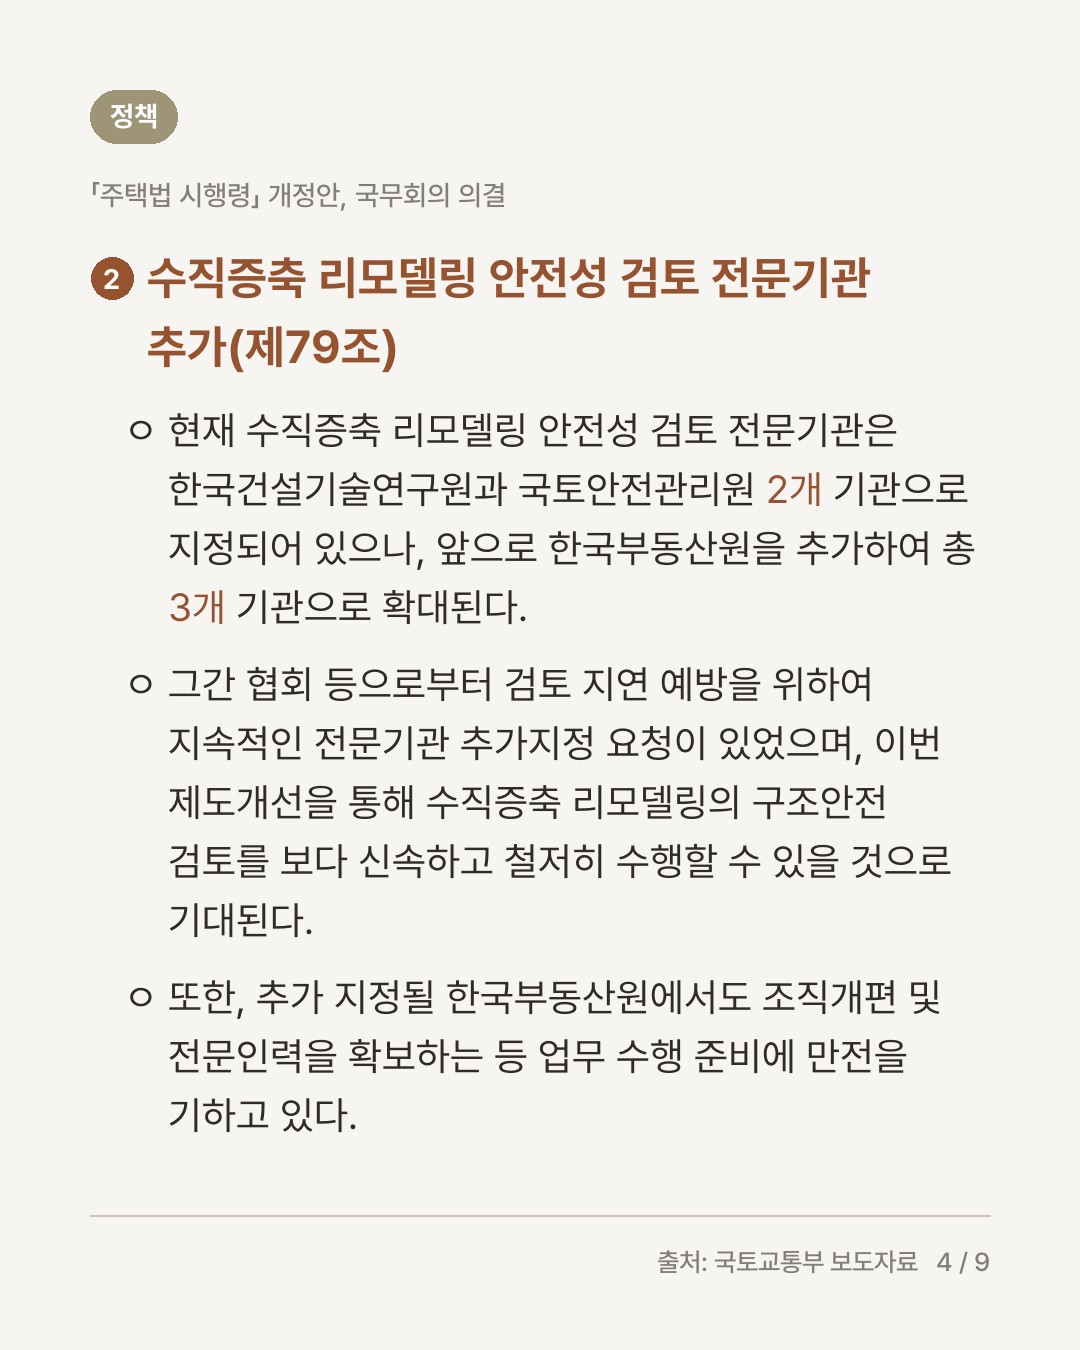 정책
「주택법 시행령」 개정안, 국무회의 의결
2 수직증축 리모델링 안전성 검토 전문기관
추가(제79조)
ㅇ 현재 수직증축 리모델링 안전성 검토 전문기관은
한국건설기술연구원과 국토안전관리원 2개 기관으로
지정되어 있으나, 앞으로 한국부동산원을 추가하여 총
3개 기관으로 확대된다.
ㅇ 그간 협회 등으로부터 검토 지연 예방을 위하여
지속적인 전문기관 추가지정 요청이 있었으며, 이번
제도개선을 통해 수직증축 리모델링의 구조안전
검토를 보다 신속하고 철저히 수행할 수 있을 것으로
기대된다.
ㅇ 또한, 추가 지정될 한국부동산원에서도 조직개편 및
전문인력을 확보하는 등 업무 수행 준비에 만전을
기하고 있다.
출처: 국토교통부 보도자료 4 / 9